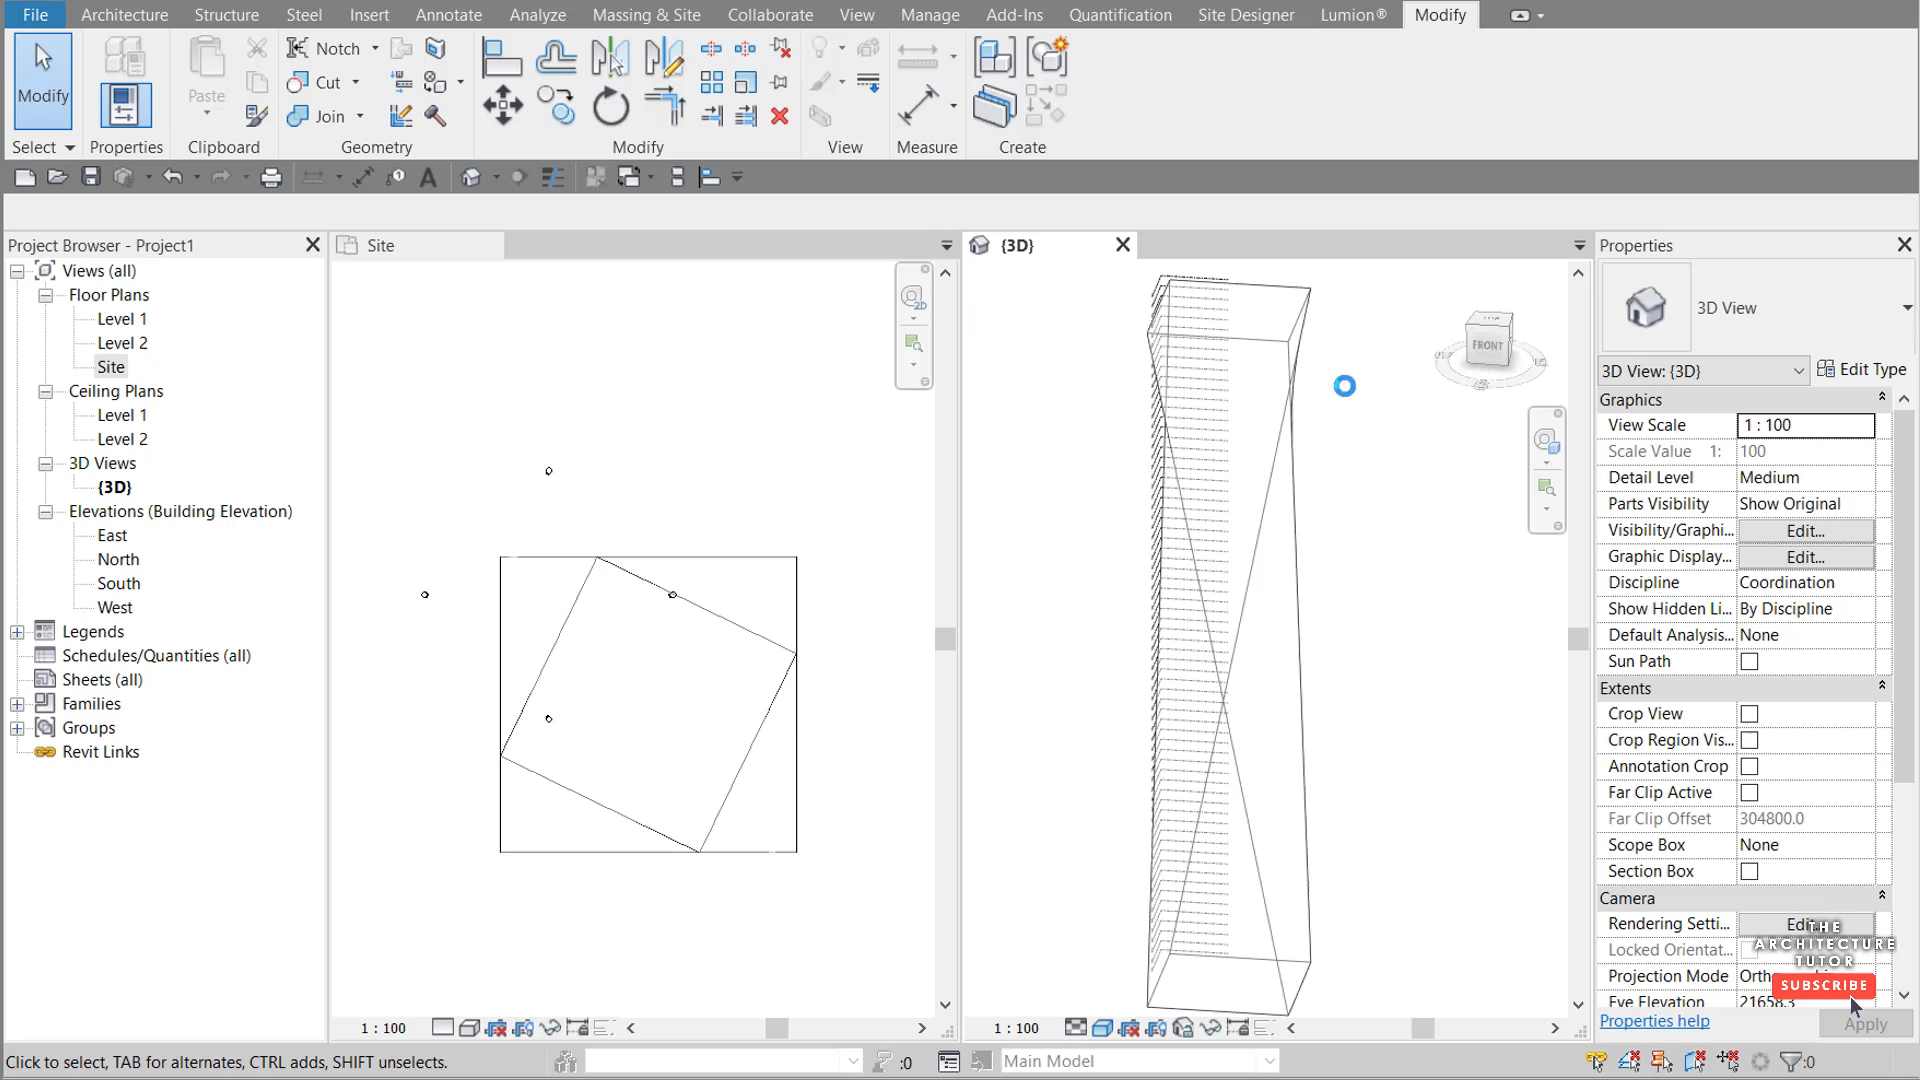 File Architecture Structure Steel Insert Annotate Analyze Massing & Site Collaborate View Manage Add-Ins Quantification Site Designer Lumion® Modify
Modify
Notch
Cut
Join
Paste
Select Properties Clipboard Geometry Modify View Measure Create
Project Browser - Project1
Views (all)
Floor Plans
Level 1
Level 2
Site
Ceiling Plans
Level 1
Level 2
3D Views
{3D}
Elevations (Building Elevation)
East
North
South
West
Legends
Schedules/Quantities (all)
Sheets (all)
Families
Groups
Revit Links
Site
2D
1 : 100
{3D}
FRONT
1 : 100
Properties
3D View
3D View: {3D} Edit Type
Graphics
View Scale 1 : 100
Scale Value 1: 100
Detail Level Medium
Parts Visibility Show Original
Visibility/Graphi... Edit...
Graphic Display... Edit...
Discipline Coordination
Show Hidden Li... By Discipline
Default Analysis... None
Sun Path
Extents
Crop View
Crop Region Vis...
Annotation Crop
Far Clip Active
Far Clip Offset 304800.0
Scope Box None
Section Box
Camera
Rendering Setti... Edit...
Locked Orientat...
Projection Mode
Eye Elevation 21658.3
THE
ARCHITECTURE
TUTOR
SUBSCRIBE
Properties help Apply
Click to select, TAB for alternates, CTRL adds, SHIFT unselects. :0 Main Model :0